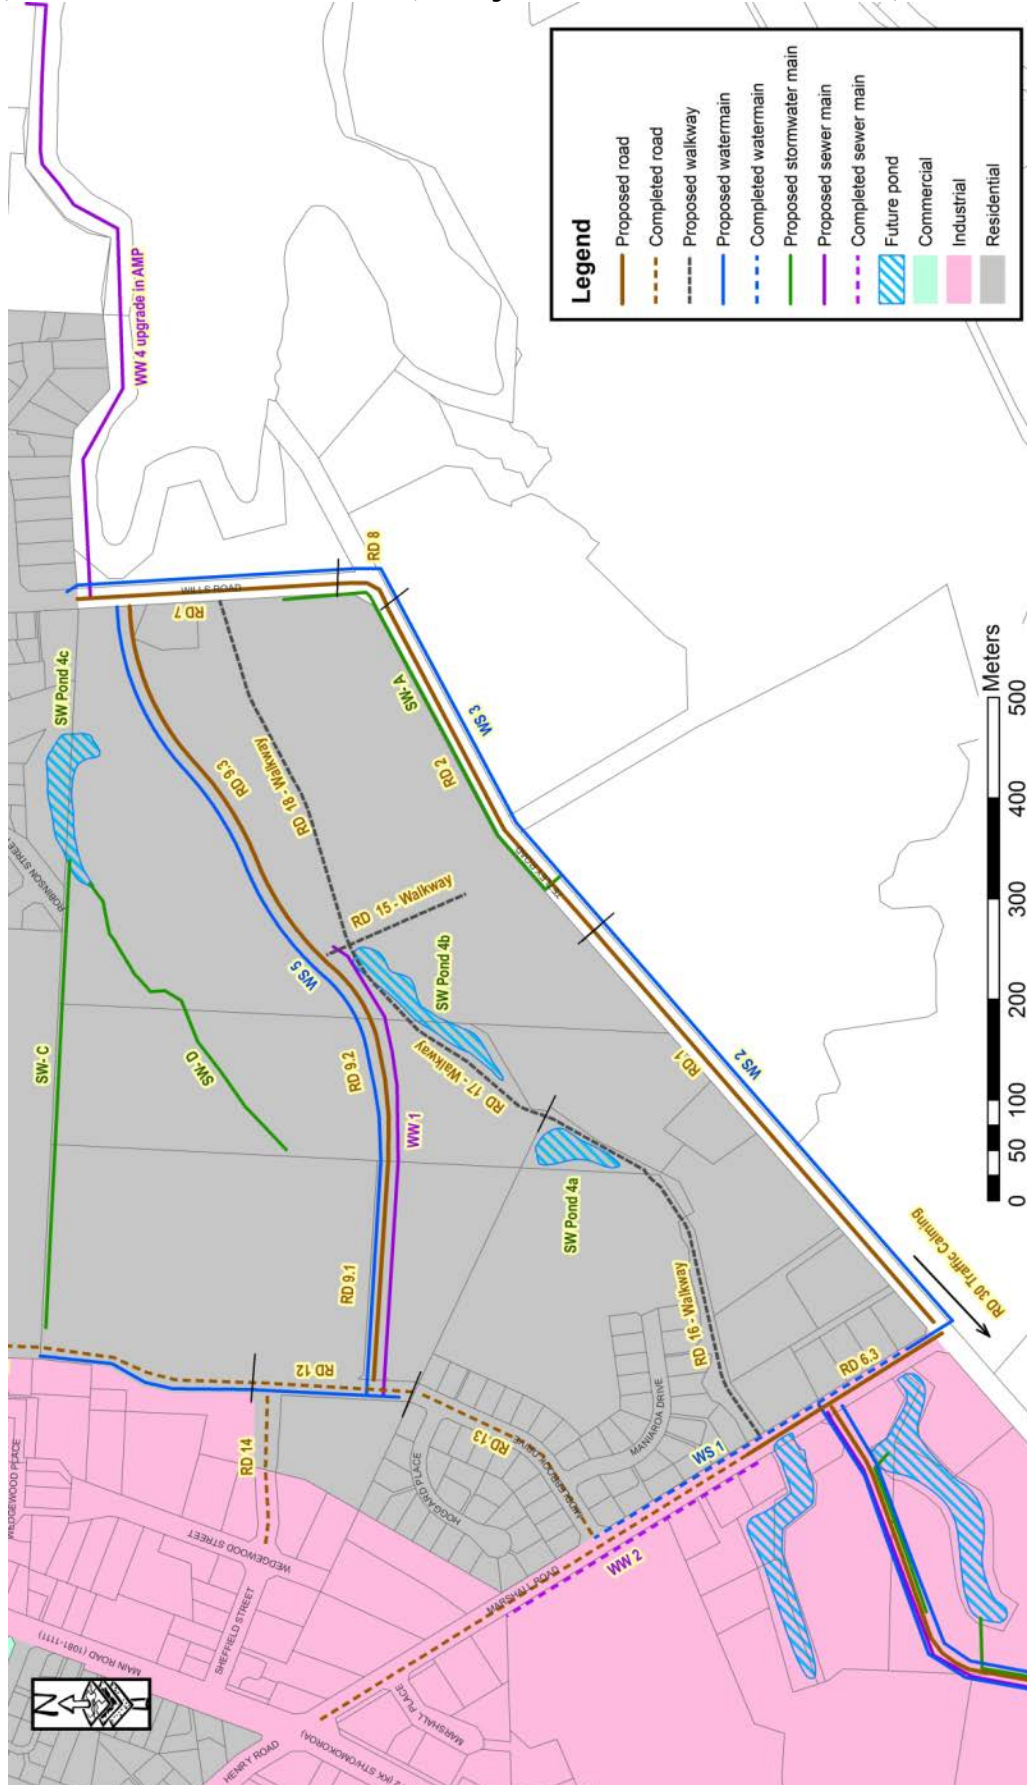 WW 4 upgrade in AMP
Legend
Proposed road
Completed road
Proposed walkway
Proposed watermain
Completed watermain
Proposed stormwater main
Proposed sewer main
Completed sewer main
Future pond
Commercial
Industrial
Residential
RD 8
WILLS ROAD
RD 7
SW Pond 4c
SW- A
WS 3
RD 2
RD 9.3
RD 18 - Walkway
ROBINSON STREET
RD 15 - Walkway
WS 5
SW Pond 4b
SW- C
SW- D
RD 9.2
RD 17 - Walkway
RD.1
WS 2
WW 1
SW Pond 4a
RD 9.1
RD 16 - Walkway
RD 30 Traffic Calming
RD 12
RD 6.3
RD 14
RD 13
MANIAROA DRIVE
HOGGARD PLACE
WS 1
WEDGEWOOD PLACE
WEDGEWOOD STREET
SHEFFIELD STREET
MARSHALL ROAD
WW 2
MAIN ROAD (1081-1111)
MARSHALL PLACE
HENRY ROAD
N
Meters
0
50
100
200
300
400
500